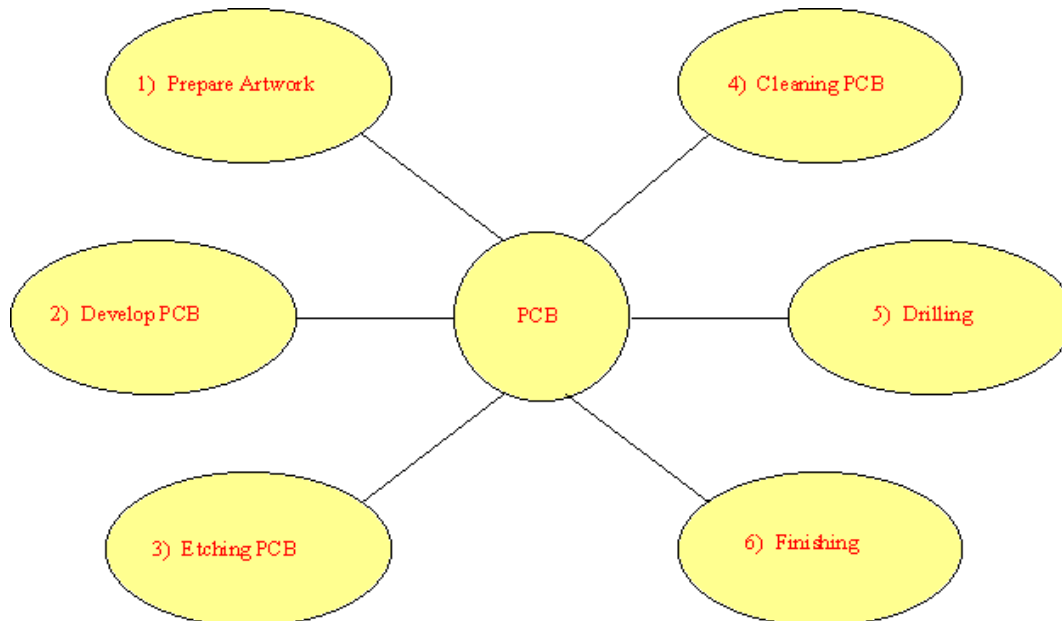 1) Prepare Artwork
4) Cleaning PCB
2) Develop PCB
PCB
5) Drilling
3) Etching PCB
6) Finishing